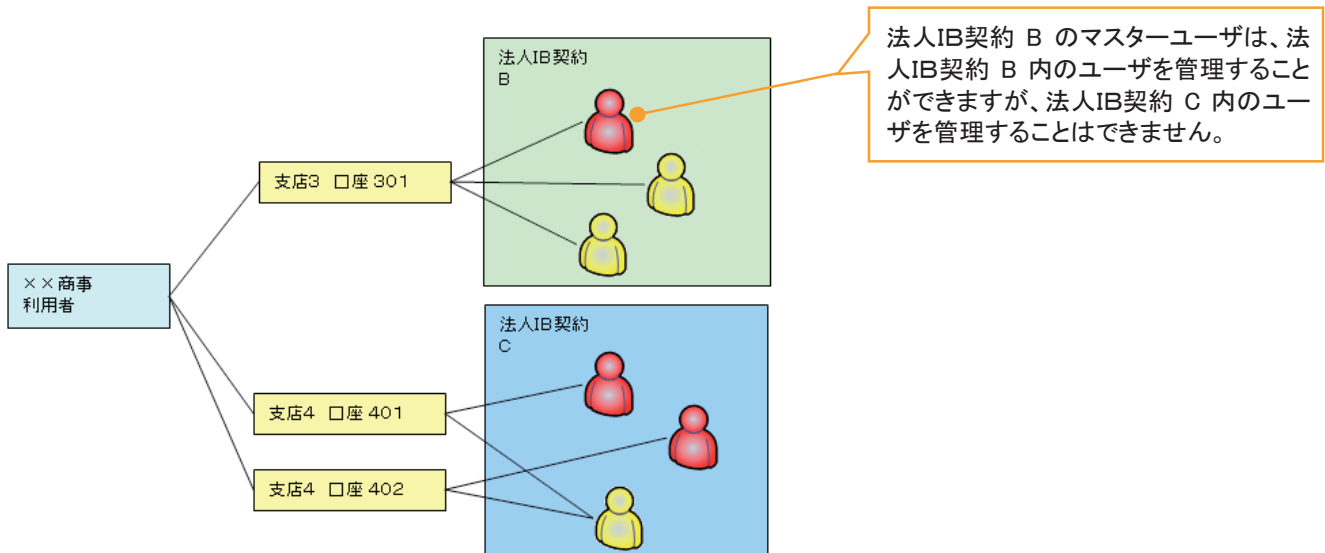 法人IB契約
B
法人IB契約 B のマスターユーザは、法
人IB契約 B 内のユーザを管理すること
ができますが、法人IB契約 C 内のユー
ザを管理することはできません。
支店3 口座 301
××商事
利用者
法人IB契約
C
支店4 口座 401
支店4 口座 402